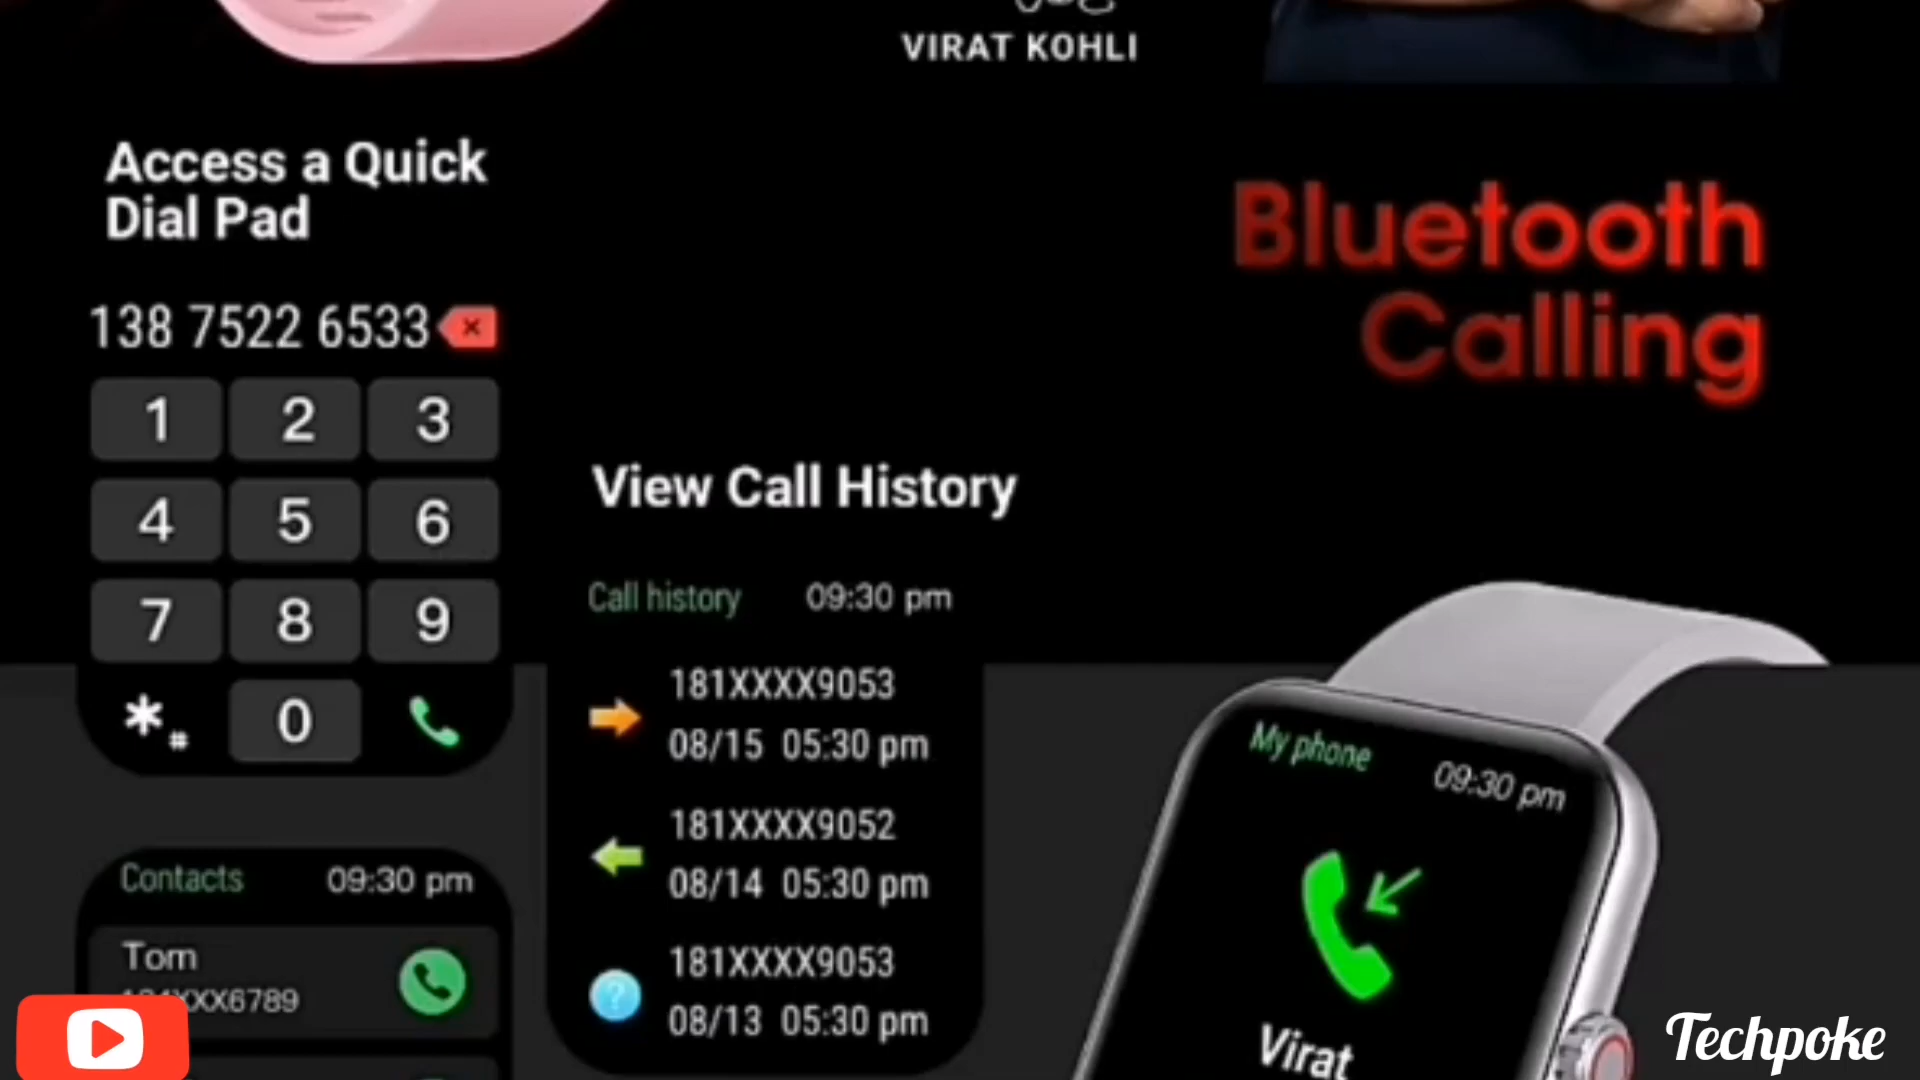 VIRAT KOHLI
Access a Quick
Dial Pad
Bluetooth
Calling
138 7522 6533
1 2 3
4 5 6
7 8 9
*# 0
View Call History
Call history 09:30 pm
181XXXX9053
08/15 05:30 pm
181XXXX9052
08/14 05:30 pm
181XXXX9053
08/13 05:30 pm
Contacts 09:30 pm
Tom
My phone 09:30 pm
Virat
Techpoke